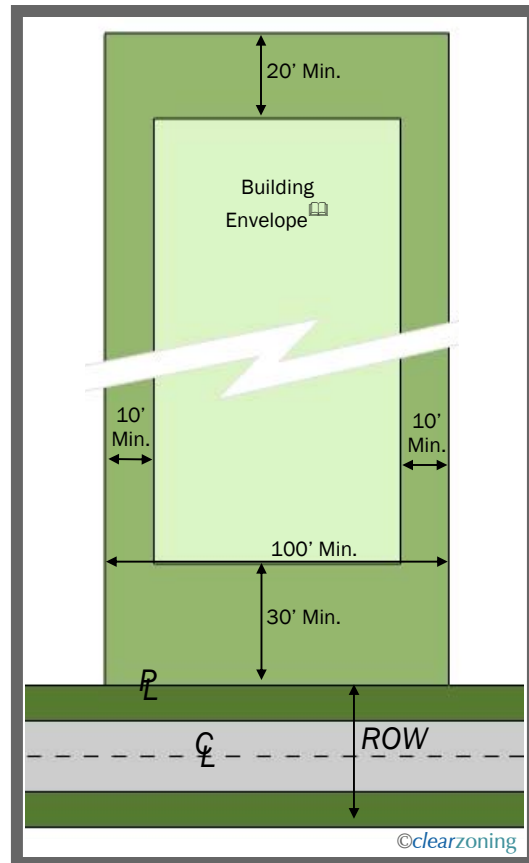 20’ Min.
Building
Envelope
10’
Min.
10’
Min.
100’ Min.
30’ Min.
PL
CL
ROW
©clearzoning